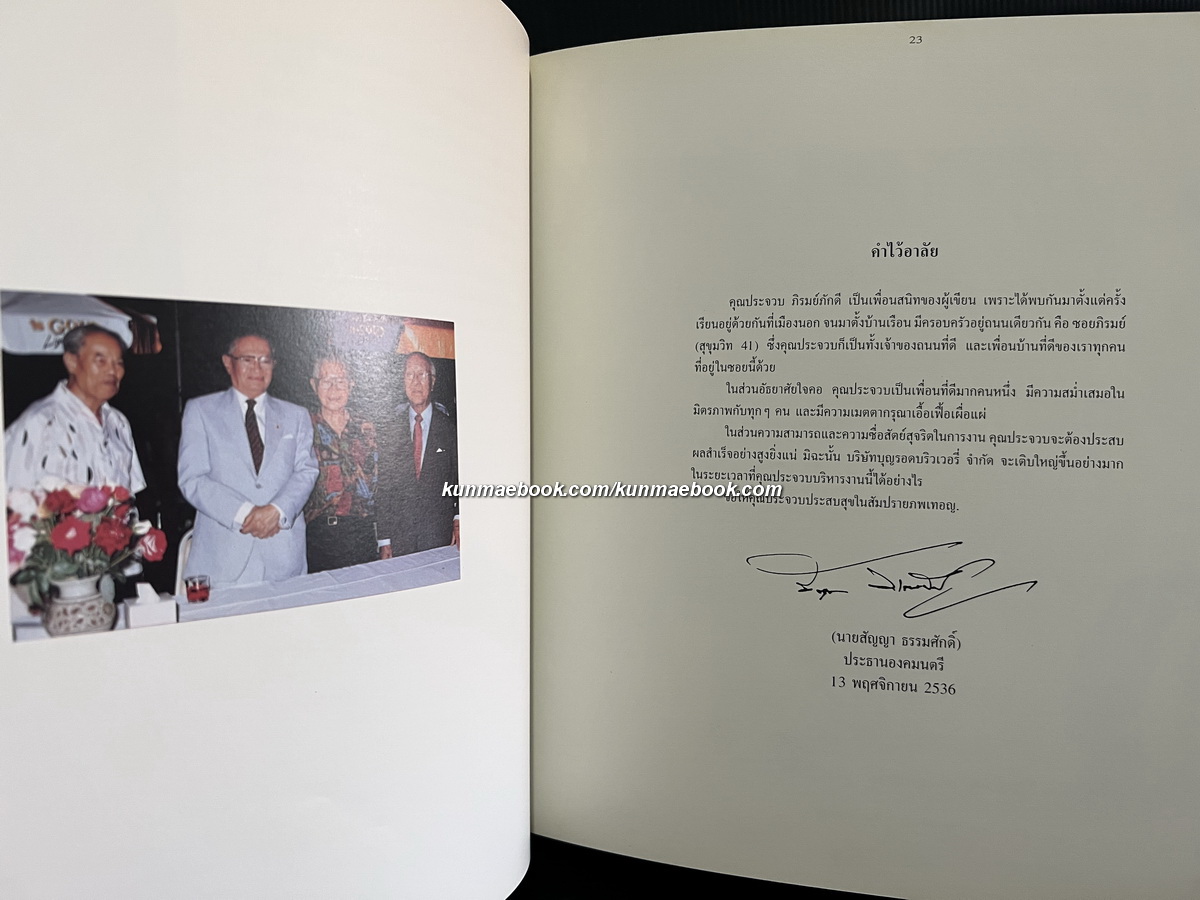 23
คำไว้อาลัย
คุณประจวบ ภิรมย์ภักดี เป็นเพื่อนสนิทของผู้เขียน เพราะได้พบกันมาตั้งแต่ครั้ง
เรียนอยู่ด้วยกันที่เมืองนอก จนมาตั้งบ้านเรือน มีครอบครัวอยู่ถนนเดียวกัน คือ ซอยภิรมย์
(สุขุมวิท 41) ซึ่งคุณประจวบก็เป็นทั้งเจ้าของถนนที่ดี และเพื่อนบ้านที่ดีของเราทุกคน
ที่อยู่ในซอยนี้ด้วย
ในส่วนอัธยาศัยใจคอ คุณประจวบเป็นเพื่อนที่ดีมากคนหนึ่ง มีความสม่ำเสมอใน
มิตรภาพกับทุก ๆ คน และมีความเมตตากรุณาเอื้อเฟื้อเผื่อแผ่
ในส่วนความสามารถและความซื่อสัตย์สุจริตในการงาน คุณประจวบจะต้องประสบ
ผลสำเร็จอย่างสูงยิ่งแน่ มิฉะนั้น บริษัทบุญรอดบริวเวอรี่ จำกัด จะเติบใหญ่ขึ้นอย่างมาก
ในระยะเวลาที่คุณประจวบบริหารงานนี้ได้อย่างไร
kunmaebook.com/kunmaebook.com
ขอให้คุณประจวบประสบสุขในสัมปรายภพเทอญ.
(นายสัญญา ธรรมศักดิ์)
ประธานองคมนตรี
13 พฤศจิกายน 2536